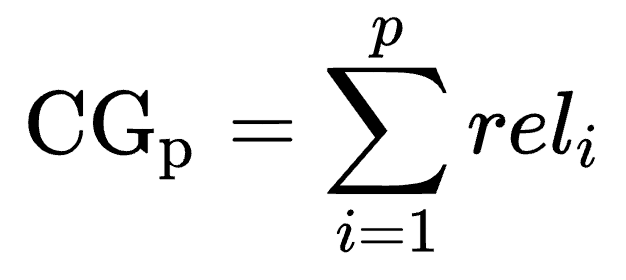 CG_p = \sum_{i=1}^{p} rel_i